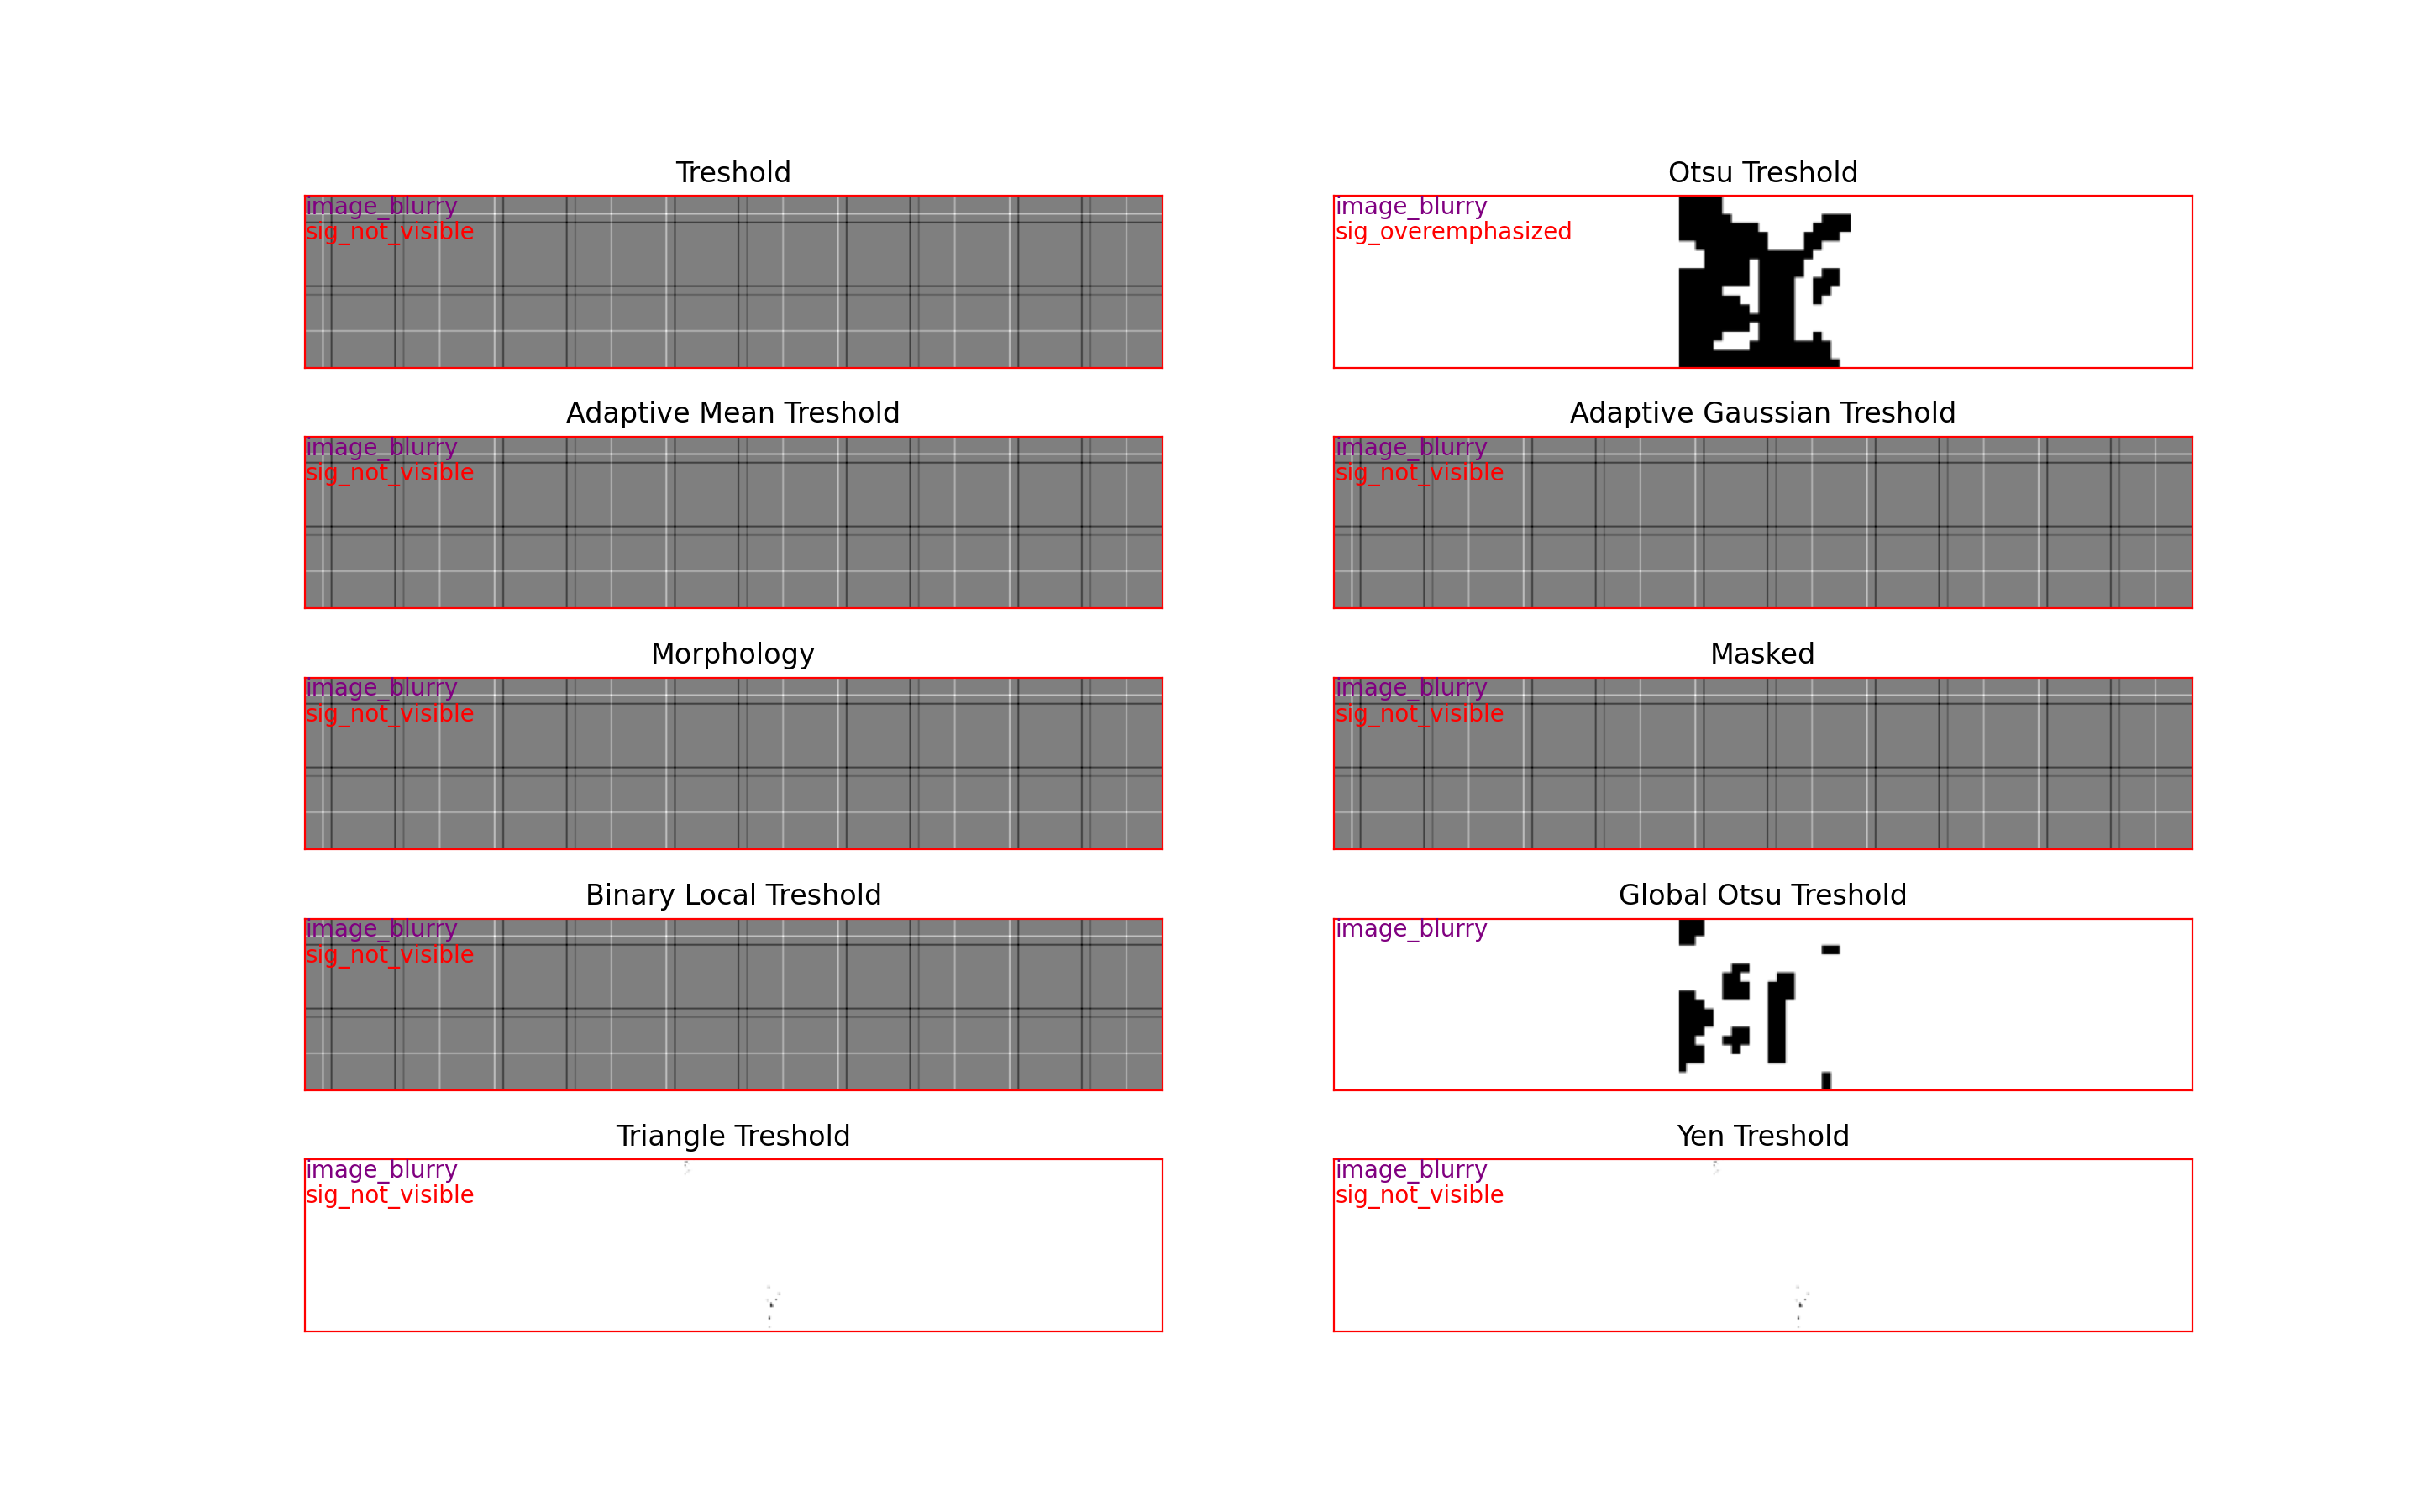 Treshold
image_blurry
sig_not_visible
Otsu Treshold
image_blurry
sig_overemphasized
Adaptive Mean Treshold
image_blurry
sig_not_visible
Adaptive Gaussian Treshold
image_blurry
sig_not_visible
Morphology
image_blurry
sig_not_visible
Masked
image_blurry
sig_not_visible
Binary Local Treshold
image_blurry
sig_not_visible
Global Otsu Treshold
image_blurry
Triangle Treshold
image_blurry
sig_not_visible
Yen Treshold
image_blurry
sig_not_visible